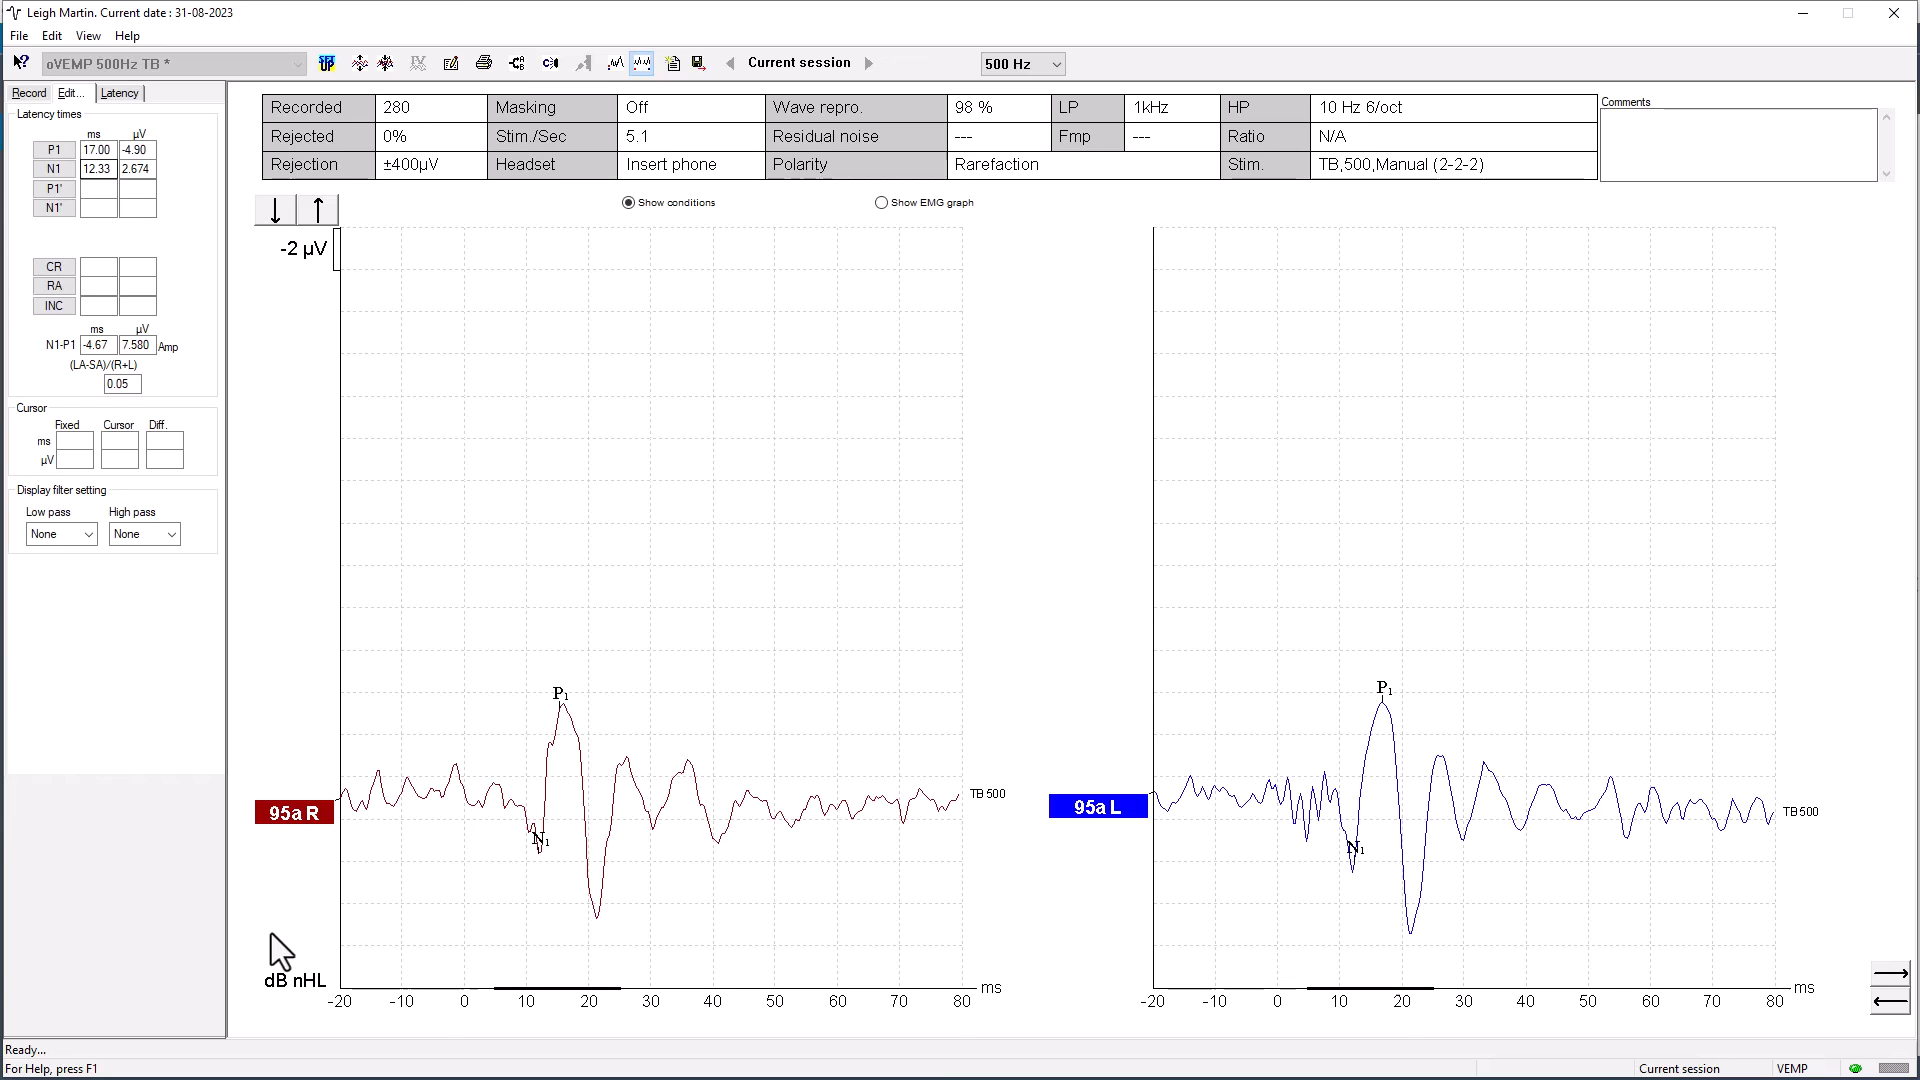 Leigh Martin. Current date : 31-08-2023
File Edit View Help
oVEMP 500Hz TB *
SET UP
Current session
500 Hz
Record Edit... Latency
Latency times
ms µV
P1 17.00 -4.90
N1 12.33 2.674
P1'
N1'
CR
RA
INC
ms µV
N1-P1 -4.67 7.580 Amp
(LA-SA)/(R+L)
0.05
Cursor
Fixed Cursor Diff.
ms
µV
Display filter setting
Low pass High pass
None None
Recorded 280 Masking Off Wave repro. 98 % LP 1kHz HP 10 Hz 6/oct
Rejected 0% Stim./Sec 5.1 Residual noise --- Fmp --- Ratio N/A
Rejection ±400µV Headset Insert phone Polarity Rarefaction Stim. TB,500,Manual (2-2-2)
Comments
Show conditions Show EMG graph
-2 µV
P1
N1
95a R
TB 500
dB nHL
-20 -10 0 10 20 30 40 50 60 70 80 ms
P1
N1
95a L
TB 500
-20 -10 0 10 20 30 40 50 60 70 80 ms
Ready...
For Help, press F1
Current session VEMP